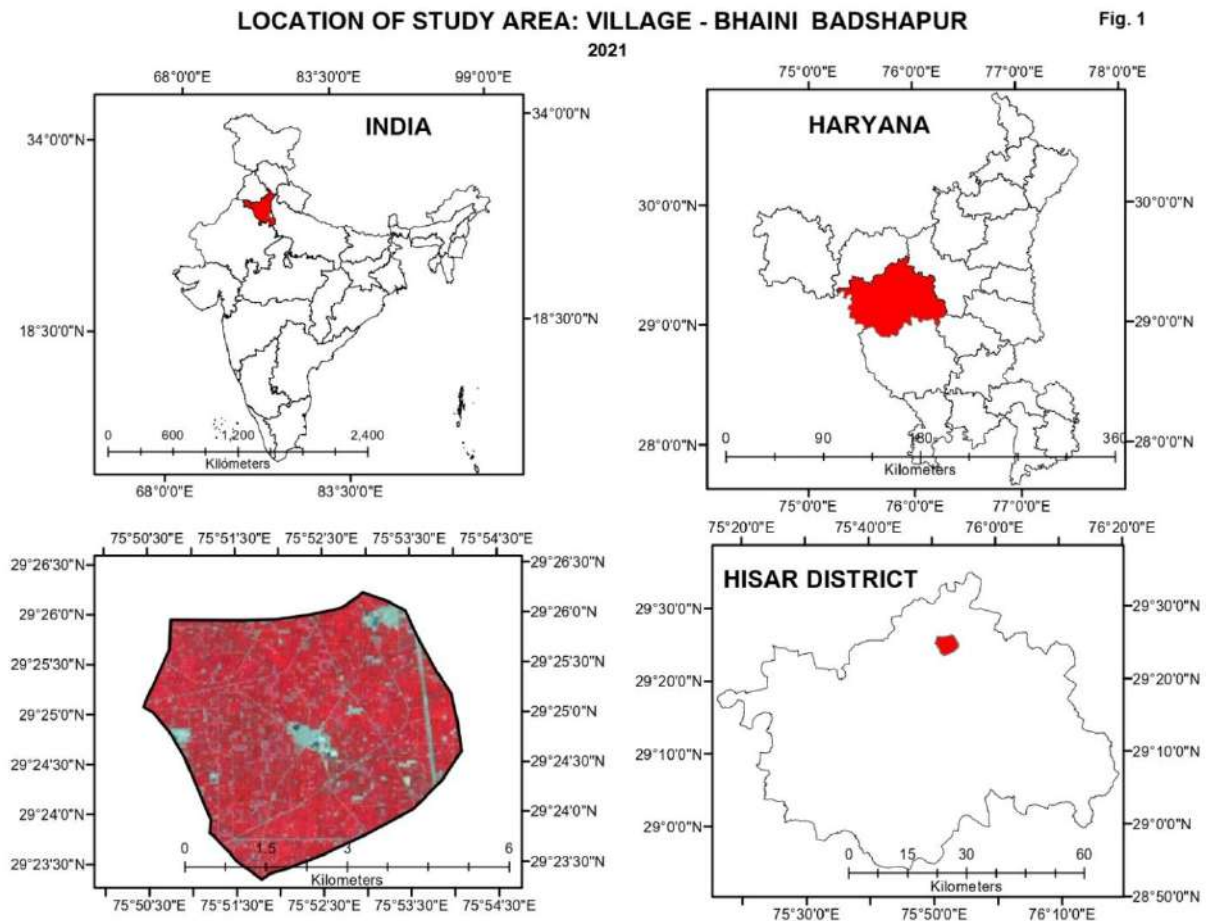 LOCATION OF STUDY AREA: VILLAGE - BHAINI BADSHAPUR
Fig. 1
2021
68°0'0"E 83°30'0"E 99°0'0"E
34°0'0"N
34°0'0"N
INDIA
18°30'0"N
18°30'0"N
0 600 1,200 2,400
Kilometers
68°0'0"E 83°30'0"E
75°0'0"E 76°0'0"E 77°0'0"E 78°0'0"E
HARYANA
30°0'0"N
30°0'0"N
29°0'0"N
29°0'0"N
28°0'0"N
28°0'0"N
0 90 180 360
Kilometers
75°0'0"E 76°0'0"E 77°0'0"E
75°50'30"E 75°51'30"E 75°52'30"E 75°53'30"E 75°54'30"E
29°26'30"N
29°26'30"N
29°26'0"N
29°26'0"N
29°25'30"N
29°25'30"N
29°25'0"N
29°25'0"N
29°24'30"N
29°24'30"N
29°24'0"N
29°24'0"N
29°23'30"N
29°23'30"N
0 1.5 3 6
Kilometers
75°50'30"E 75°51'30"E 75°52'30"E 75°53'30"E 75°54'30"E
75°20'0"E 75°40'0"E 76°0'0"E 76°20'0"E
HISAR DISTRICT
29°30'0"N
29°30'0"N
29°20'0"N
29°20'0"N
29°10'0"N
29°10'0"N
29°0'0"N
29°0'0"N
28°50'0"N
0 15 30 60
Kilometers
75°30'0"E 75°50'0"E 76°10'0"E